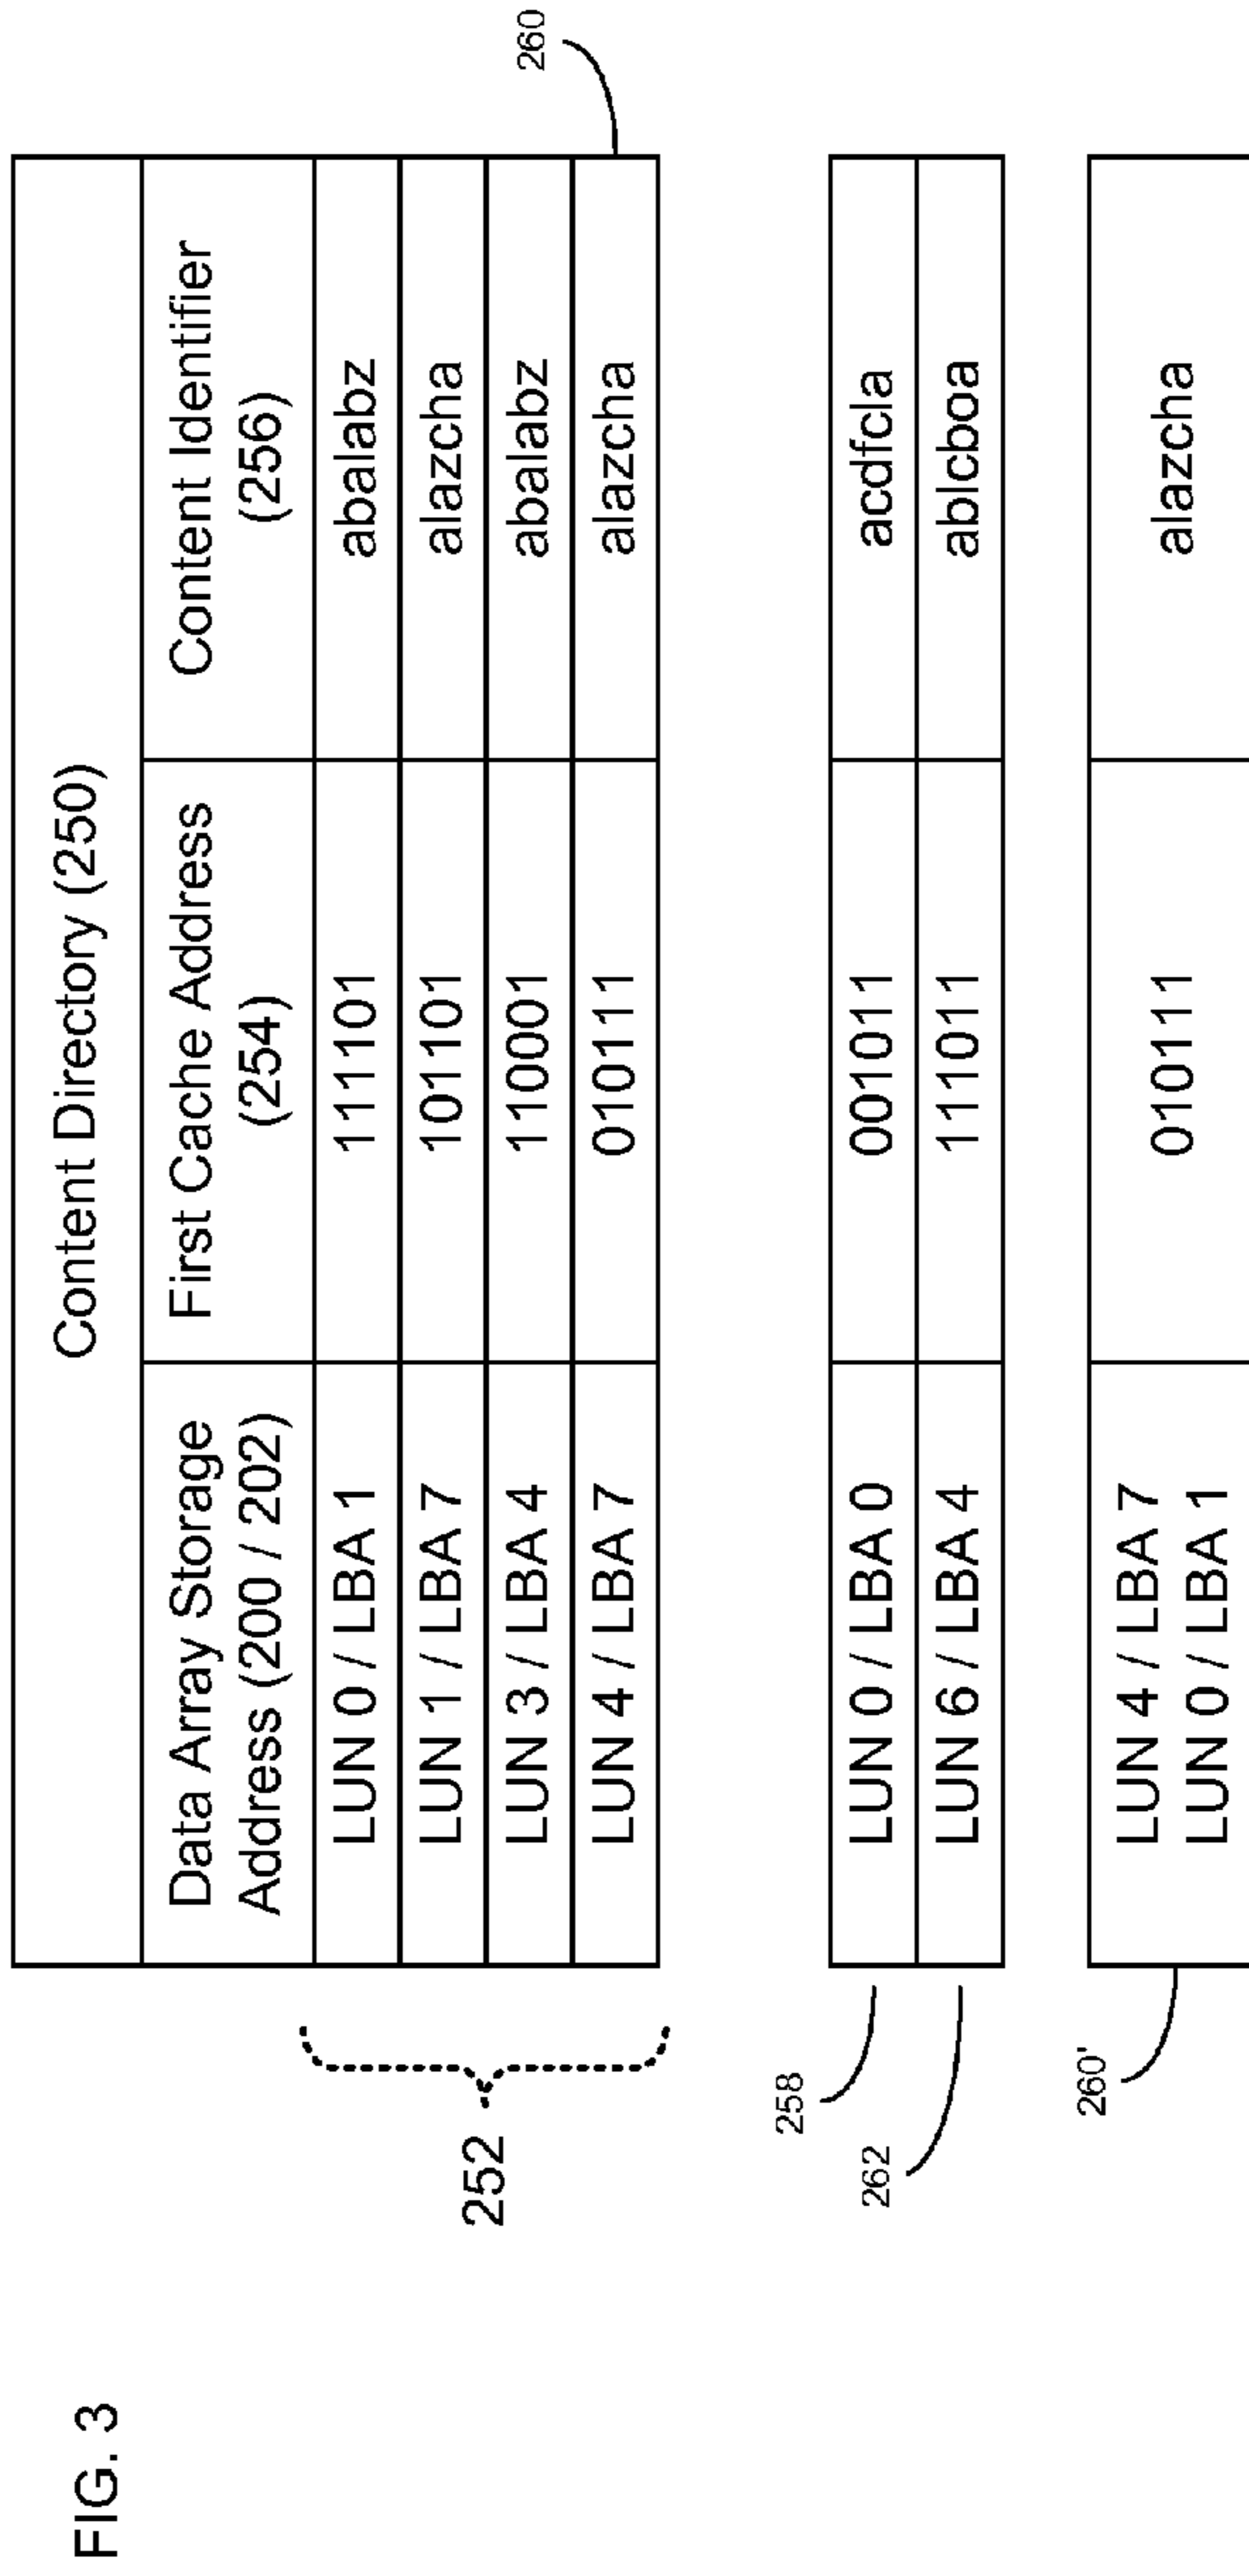 FIG. 3
Content Directory (250)
Data Array Storage Address (200 / 202) First Cache Address (254) Content Identifier (256)
252
LUN 0 / LBA 1 111101 abalabz
LUN 1 / LBA 7 101101 alazcha
LUN 3 / LBA 4 110001 abalabz
LUN 4 / LBA 7 010111 alazcha
260
258
LUN 0 / LBA 0 001011 acdfcla
262
LUN 6 / LBA 4 111011 ablcboa
260'
LUN 4 / LBA 7 010111 alazcha
LUN 0 / LBA 1